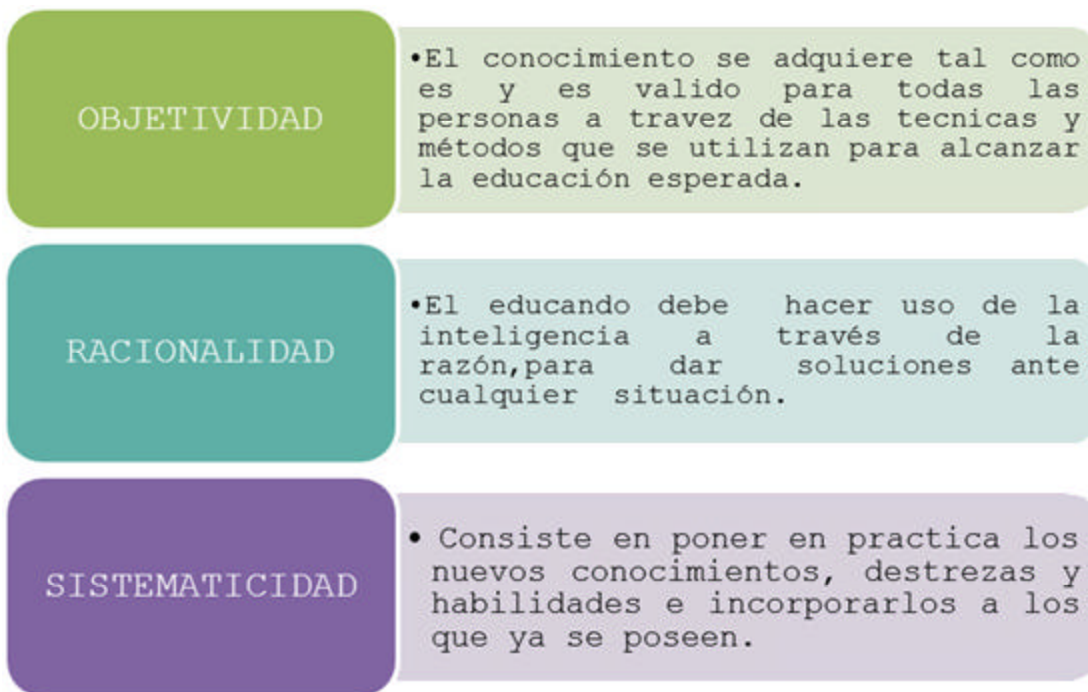 OBJETIVIDAD
•El conocimiento se adquiere tal como
es y es valido para todas las
personas a travez de las tecnicas y
métodos que se utilizan para alcanzar
la educación esperada.
RACIONALIDAD
•El educando debe hacer uso de la
inteligencia a través de la
razón,para dar soluciones ante
cualquier situación.
SISTEMATICIDAD
• Consiste en poner en practica los
nuevos conocimientos, destrezas y
habilidades e incorporarlos a los
que ya se poseen.